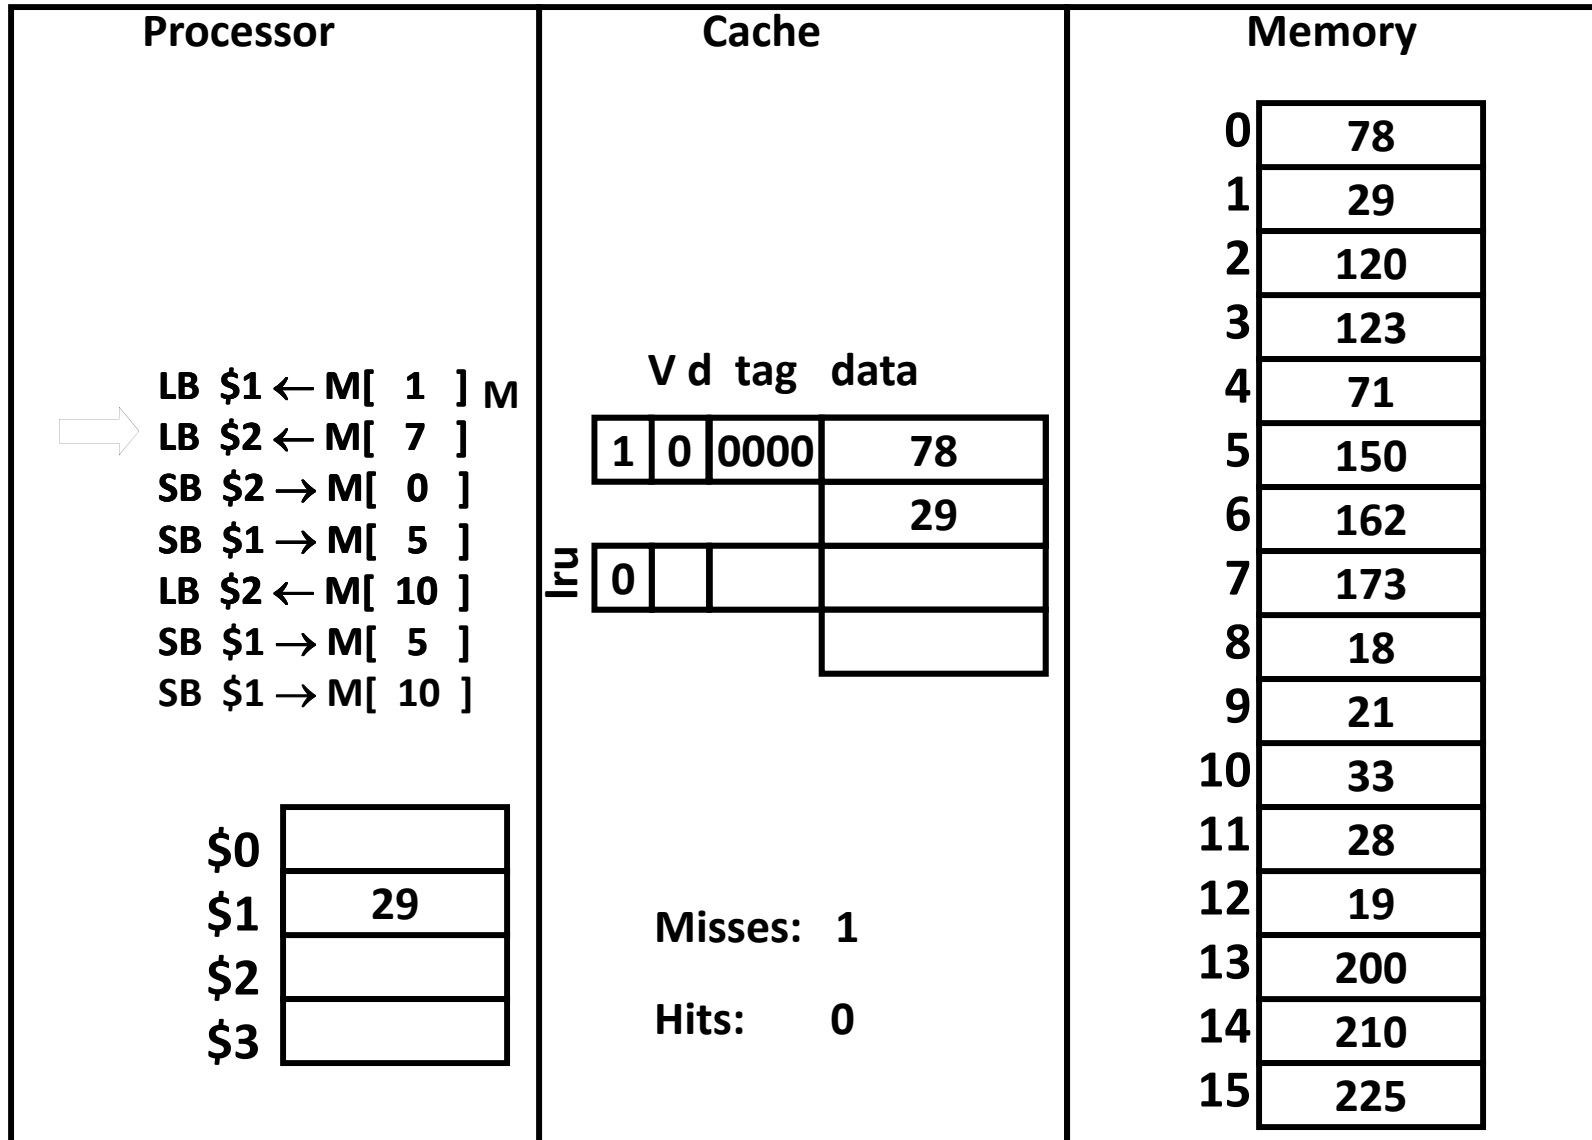 Processor
LB $1 ← M[ 1 ] M
LB $2 ← M[ 7 ]
SB $2 → M[ 0 ]
SB $1 → M[ 5 ]
LB $2 ← M[ 10 ]
SB $1 → M[ 5 ]
SB $1 → M[ 10 ]
$0
$1 29
$2
$3
Cache
V d tag data
1 0 0000 78
29
lru 0
Misses: 1
Hits: 0
Memory
0 78
1 29
2 120
3 123
4 71
5 150
6 162
7 173
8 18
9 21
10 33
11 28
12 19
13 200
14 210
15 225